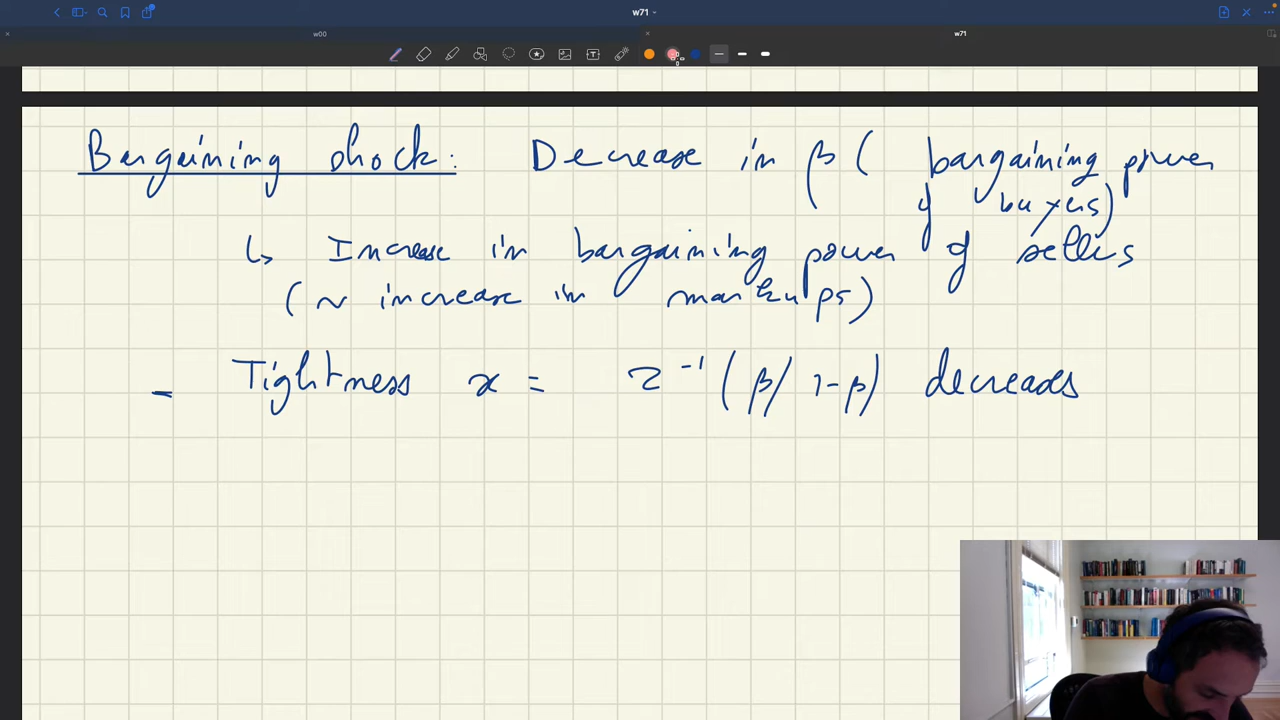 w71
w00
w71
Bargaining shock: Decrease in β (bargaining power
of buyers)
↳ Increase in bargaining power of sellers
(~ increase in markups)
– Tightness x = τ⁻¹ (β/1-β) decreases